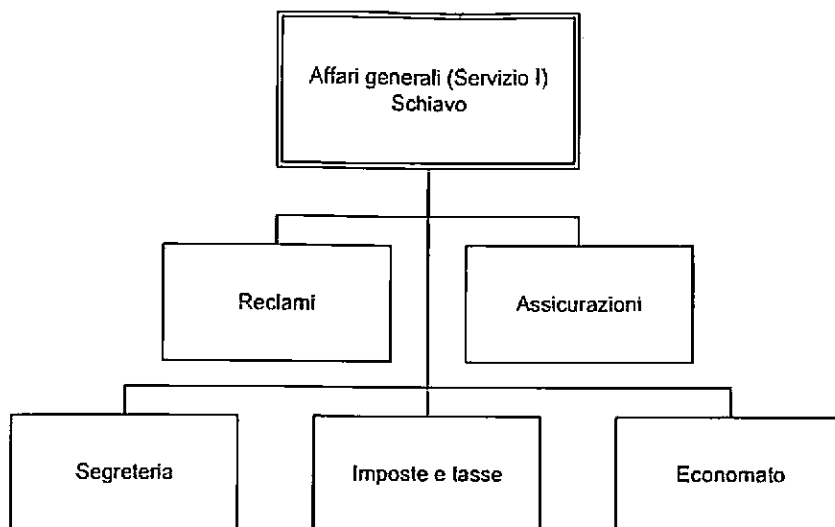 Affari generali (Servizio I)
Schiavo
Reclami
Assicurazioni
Segreteria
Imposte e tasse
Economato